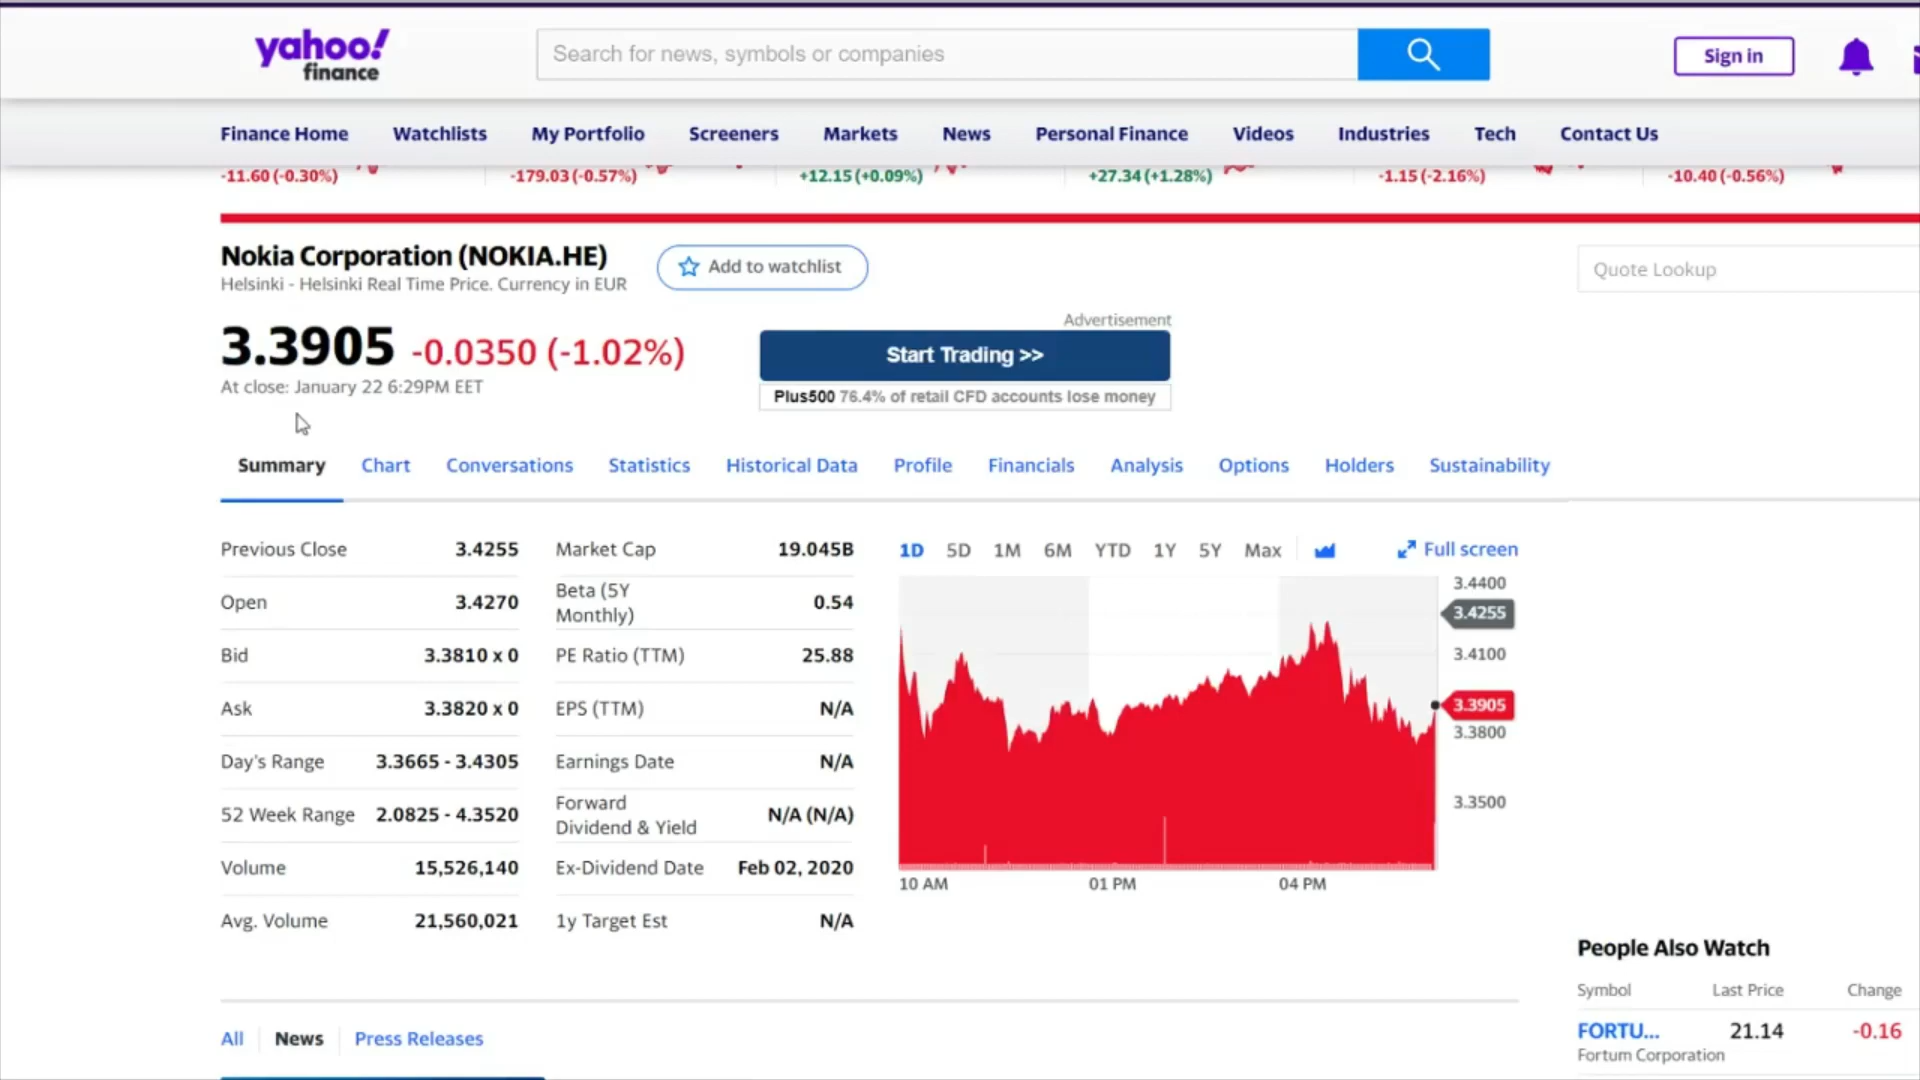 yahoo!
finance
Search for news, symbols or companies
Sign in
Finance Home Watchlists My Portfolio Screeners Markets News Personal Finance Videos Industries Tech Contact Us
-11.60 (-0.30%) -179.03 (-0.57%) +12.15 (+0.09%) +27.34 (+1.28%) -1.15 (-2.16%) -10.40 (-0.56%)
Nokia Corporation (NOKIA.HE)
Helsinki - Helsinki Real Time Price. Currency in EUR
Add to watchlist
Quote Lookup
3.3905 -0.0350 (-1.02%)
At close: January 22 6:29PM EET
Advertisement
Start Trading >>
Plus500 76.4% of retail CFD accounts lose money
Summary Chart Conversations Statistics Historical Data Profile Financials Analysis Options Holders Sustainability
Previous Close 3.4255
Open 3.4270
Bid 3.3810 x 0
Ask 3.3820 x 0
Day's Range 3.3665 - 3.4305
52 Week Range 2.0825 - 4.3520
Volume 15,526,140
Avg. Volume 21,560,021
Market Cap 19.045B
Beta (5Y
Monthly) 0.54
PE Ratio (TTM) 25.88
EPS (TTM) N/A
Earnings Date N/A
Forward
Dividend & Yield N/A (N/A)
Ex-Dividend Date Feb 02, 2020
1y Target Est N/A
1D 5D 1M 6M YTD 1Y 5Y Max Full screen
3.4400
3.4255
3.4100
3.3905
3.3800
3.3500
10 AM 01 PM 04 PM
People Also Watch
Symbol Last Price Change
FORTU... 21.14 -0.16
Fortum Corporation
All News Press Releases